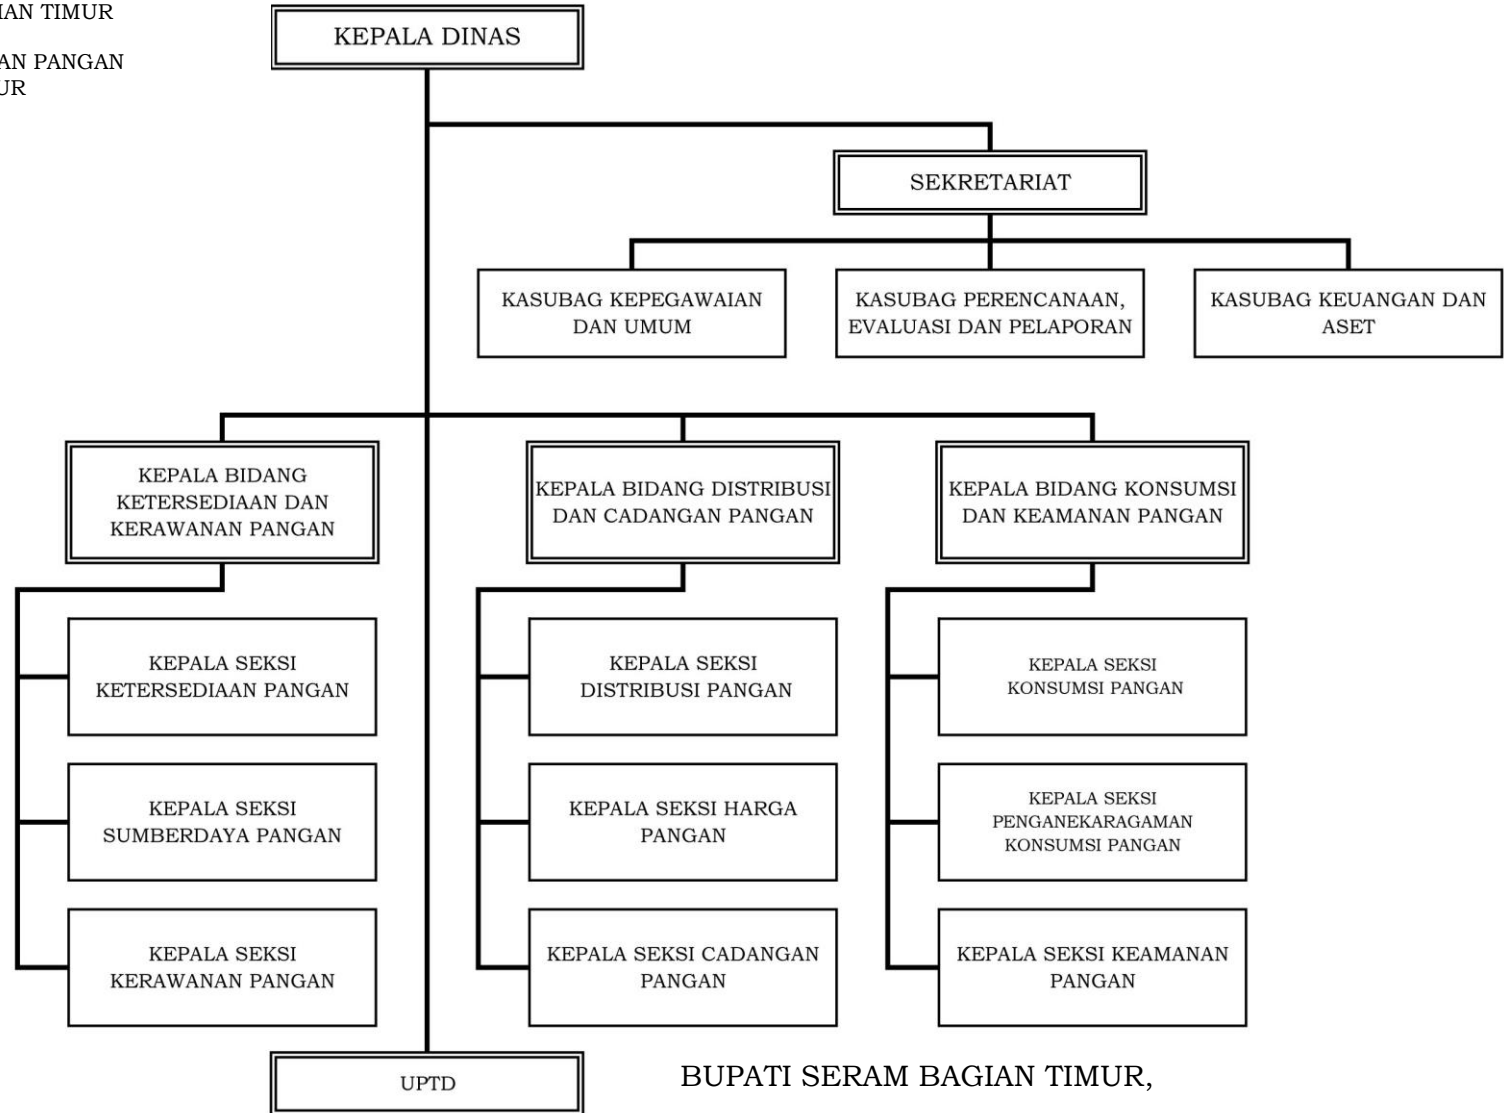 TIMUR
PANGAN
KEPALA DINAS
SEKRETARIAT
KASUBAG KEPEGAWAIAN
DAN UMUM
KASUBAG PERENCANAAN,
EVALUASI DAN PELAPORAN
KASUBAG KEUANGAN DAN
ASET
KEPALA BIDANG
KETERSEDIAAN DAN
KERAWANAN PANGAN
KEPALA BIDANG DISTRIBUSI
DAN CADANGAN PANGAN
KEPALA BIDANG KONSUMSI
DAN KEAMANAN PANGAN
KEPALA SEKSI
KETERSEDIAAN PANGAN
KEPALA SEKSI
DISTRIBUSI PANGAN
KEPALA SEKSI
KONSUMSI PANGAN
KEPALA SEKSI
SUMBERDAYA PANGAN
KEPALA SEKSI HARGA
PANGAN
KEPALA SEKSI
PENGANEKARAGAMAN
KONSUMSI PANGAN
KEPALA SEKSI
KERAWANAN PANGAN
KEPALA SEKSI CADANGAN
PANGAN
KEPALA SEKSI KEAMANAN
PANGAN
UPTD
BUPATI SERAM BAGIAN TIMUR,